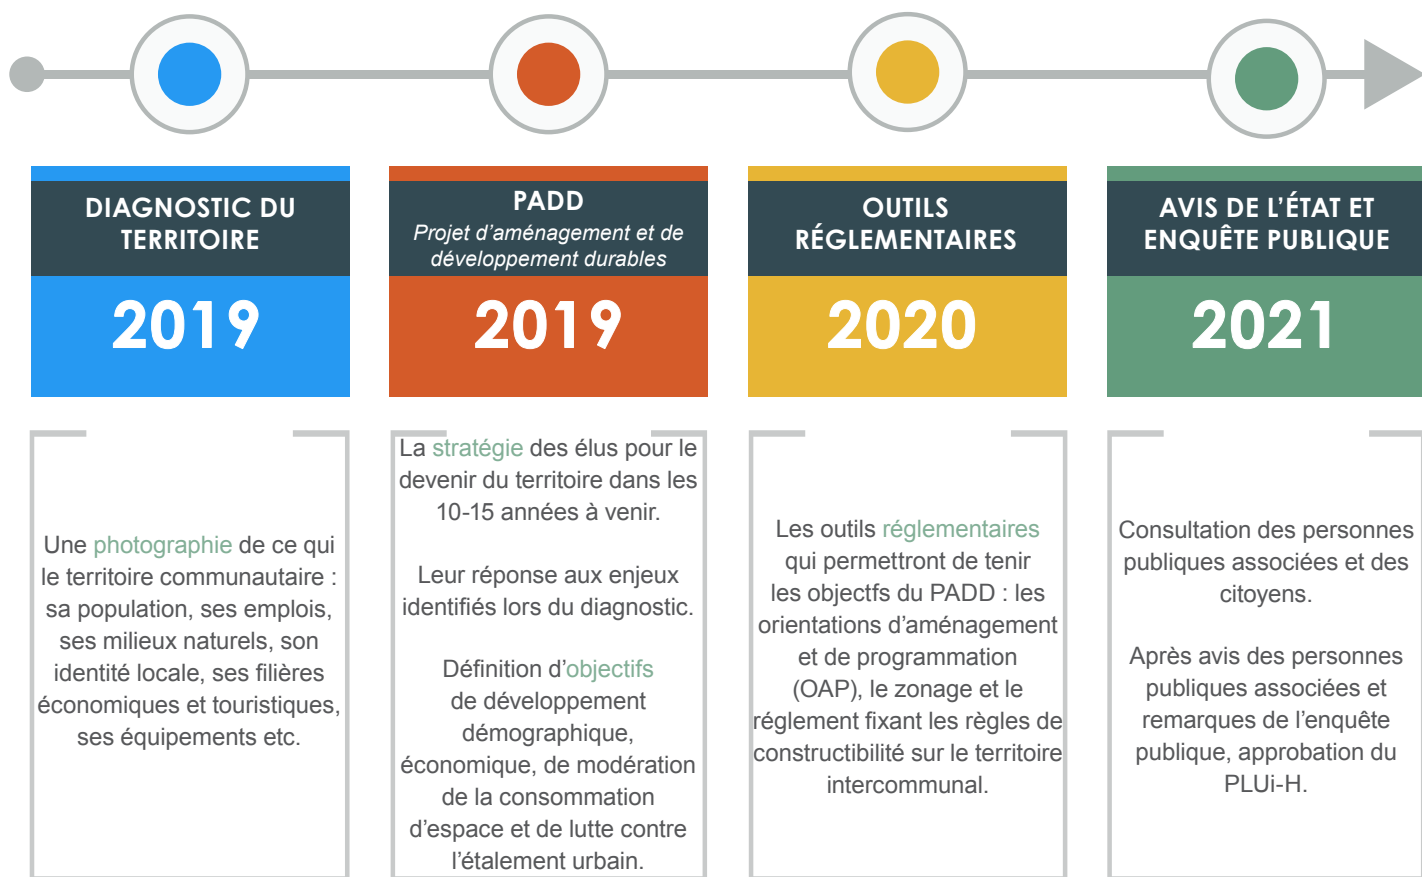 DIAGNOSTIC DU
TERRITOIRE
2019
Une photographie de ce qui
le territoire communautaire :
sa population, ses emplois,
ses milieux naturels, son
identité locale, ses filières
économiques et touristiques,
ses équipements etc.
PADD
Projet d’aménagement et de
développement durables
2019
La stratégie des élus pour le
devenir du territoire dans les
10-15 années à venir.
Leur réponse aux enjeux
identifiés lors du diagnostic.
Définition d’objectifs
de développement
démographique,
économique, de modération
de la consommation
d’espace et de lutte contre
l’étalement urbain.
OUTILS
RÉGLEMENTAIRES
2020
Les outils réglementaires
qui permettront de tenir
les objectfs du PADD : les
orientations d’aménagement
et de programmation
(OAP), le zonage et le
réglement fixant les règles de
constructibilité sur le territoire
intercommunal.
AVIS DE L’ÉTAT ET
ENQUÊTE PUBLIQUE
2021
Consultation des personnes
publiques associées et des
citoyens.
Après avis des personnes
publiques associées et
remarques de l’enquête
publique, approbation du
PLUi-H.